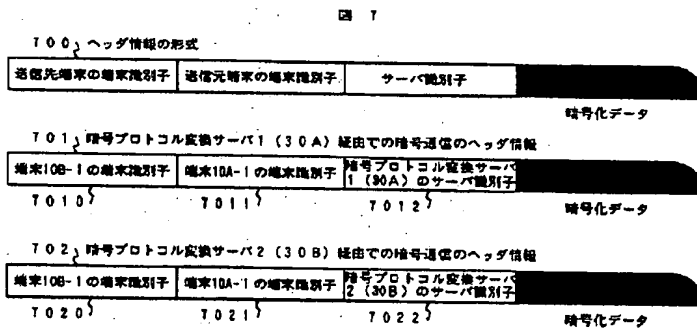 図 7
700 ヘッダ情報の形式
送信先端末の端末識別子 送信元端末の端末識別子 サーバ識別子
暗号化データ
701 暗号プロトコル変換サーバ1(30A)経由での暗号通信のヘッダ情報
端末10B-1の端末識別子 端末10A-1の端末識別子 暗号プロトコル変換サーバ
1(30A)のサーバ識別子
7010 7011 7012 暗号化データ
702 暗号プロトコル変換サーバ2(30B)経由での暗号通信のヘッダ情報
端末10B-1の端末識別子 端末10A-1の端末識別子 暗号プロトコル変換サーバ
2(30B)のサーバ識別子
7020 7021 7022 暗号化データ